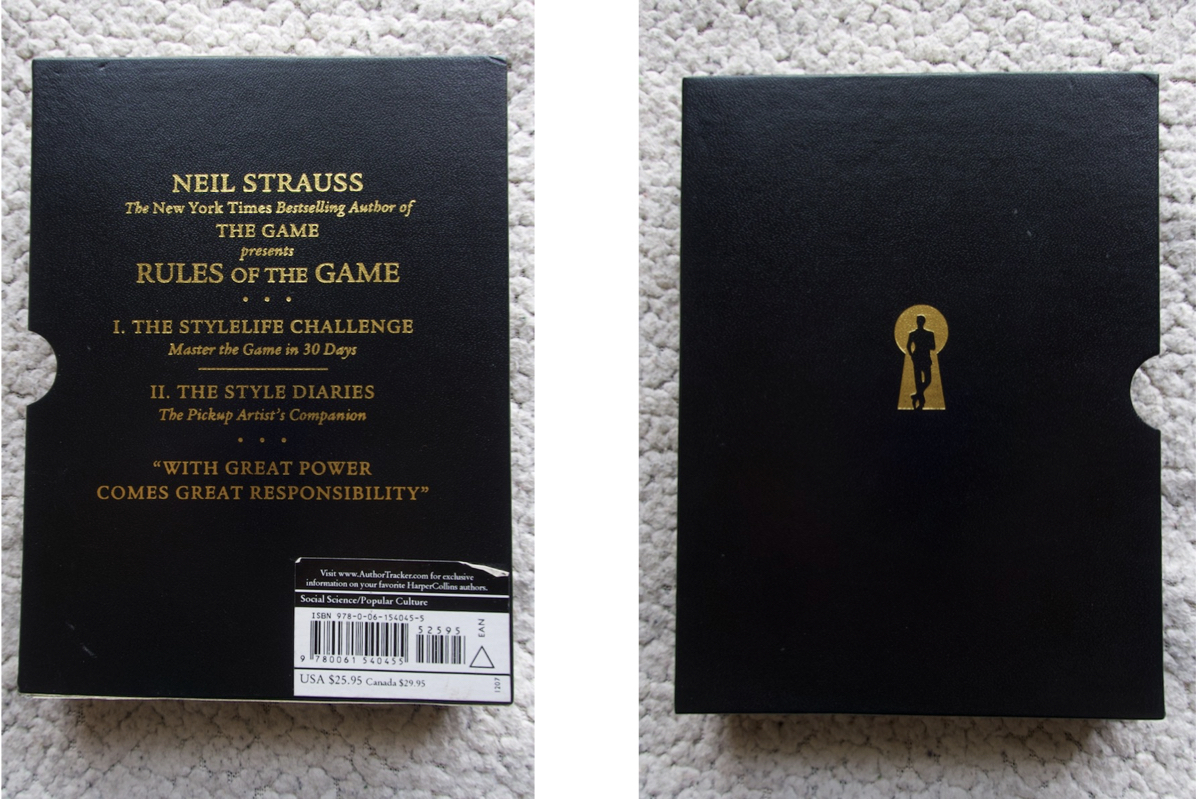 NEIL STRAUSS
The New York Times Bestselling Author of
THE GAME
presents
RULES OF THE GAME
• • •
I. THE STYLELIFE CHALLENGE
Master the Game in 30 Days
II. THE STYLE DIARIES
The Pickup Artist's Companion
• • •
“WITH GREAT POWER
COMES GREAT RESPONSIBILITY”
Visit www.AuthorTracker.com for exclusive
information on your favorite HarperCollins authors.
Social Science/Popular Culture
ISBN 978-0-06-154045-5
52595
EAN
9 780061 540455
USA $25.95 Canada $29.95
1207